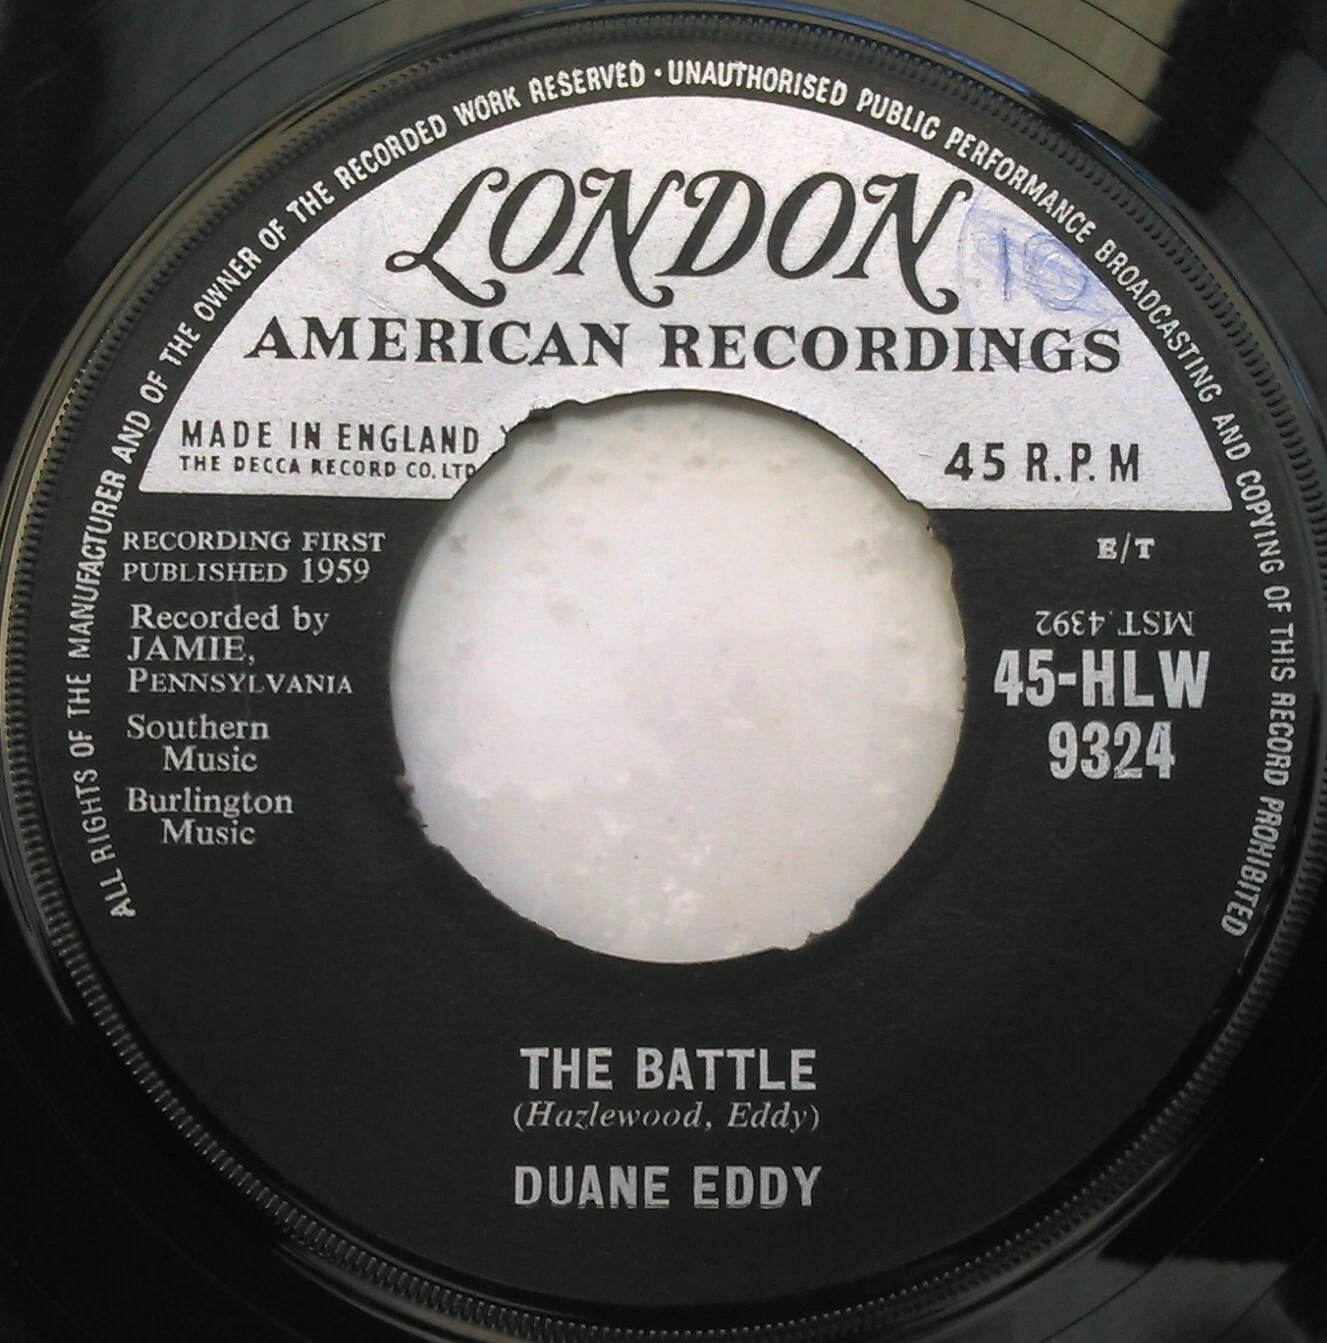 ALL RIGHTS OF THE MANUFACTURER AND OF THE OWNER OF THE RECORDED WORK RESERVED · UNAUTHORISED PUBLIC PERFORMANCE BROADCASTING AND COPYING OF THIS RECORD PROHIBITED
LONDON
10
AMERICAN RECORDINGS
MADE IN ENGLAND
THE DECCA RECORD CO. LTD
45 R.P.M
RECORDING FIRST
PUBLISHED 1959
Recorded by
JAMIE,
PENNSYLVANIA
Southern
Music
Burlington
Music
E/T
MST.4392
45-HLW
9324
THE BATTLE
(Hazlewood, Eddy)
DUANE EDDY